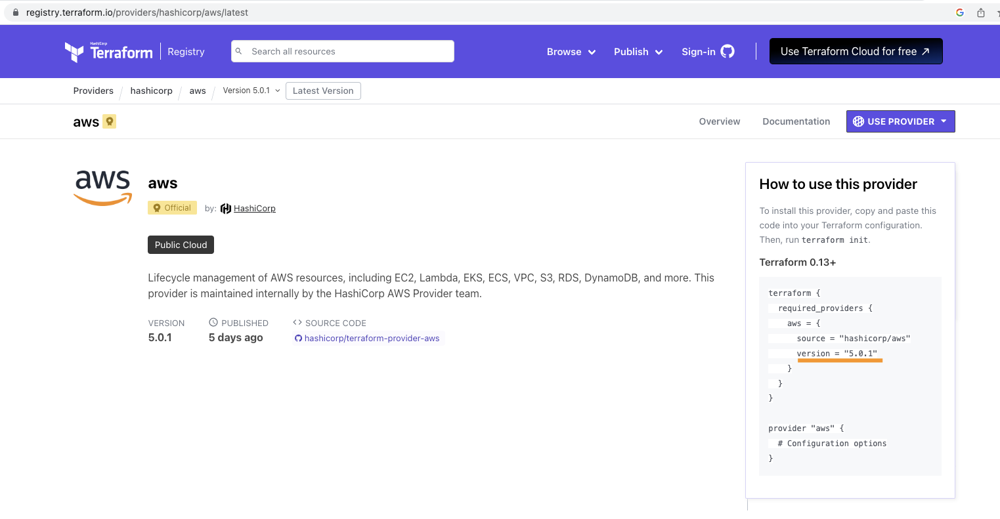 registry.terraform.io/providers/hashicorp/aws/latest
HashiCorp
Terraform
Registry
Search all resources
Browse
Publish
Sign-in
Use Terraform Cloud for free
Providers
hashicorp
aws
Version 5.0.1
Latest Version
aws
Overview
Documentation
USE PROVIDER
aws
aws
Official
by: HashiCorp
Public Cloud
Lifecycle management of AWS resources, including EC2, Lambda, EKS, ECS, VPC, S3, RDS, DynamoDB, and more. This
provider is maintained internally by the HashiCorp AWS Provider team.
VERSION
5.0.1
PUBLISHED
5 days ago
SOURCE CODE
hashicorp/terraform-provider-aws
How to use this provider
To install this provider, copy and paste this
code into your Terraform configuration.
Then, run terraform init.
Terraform 0.13+
terraform {
  required_providers {
    aws = {
      source = "hashicorp/aws"
      version = "5.0.1"
    }
  }
}
provider "aws" {
  # Configuration options
}